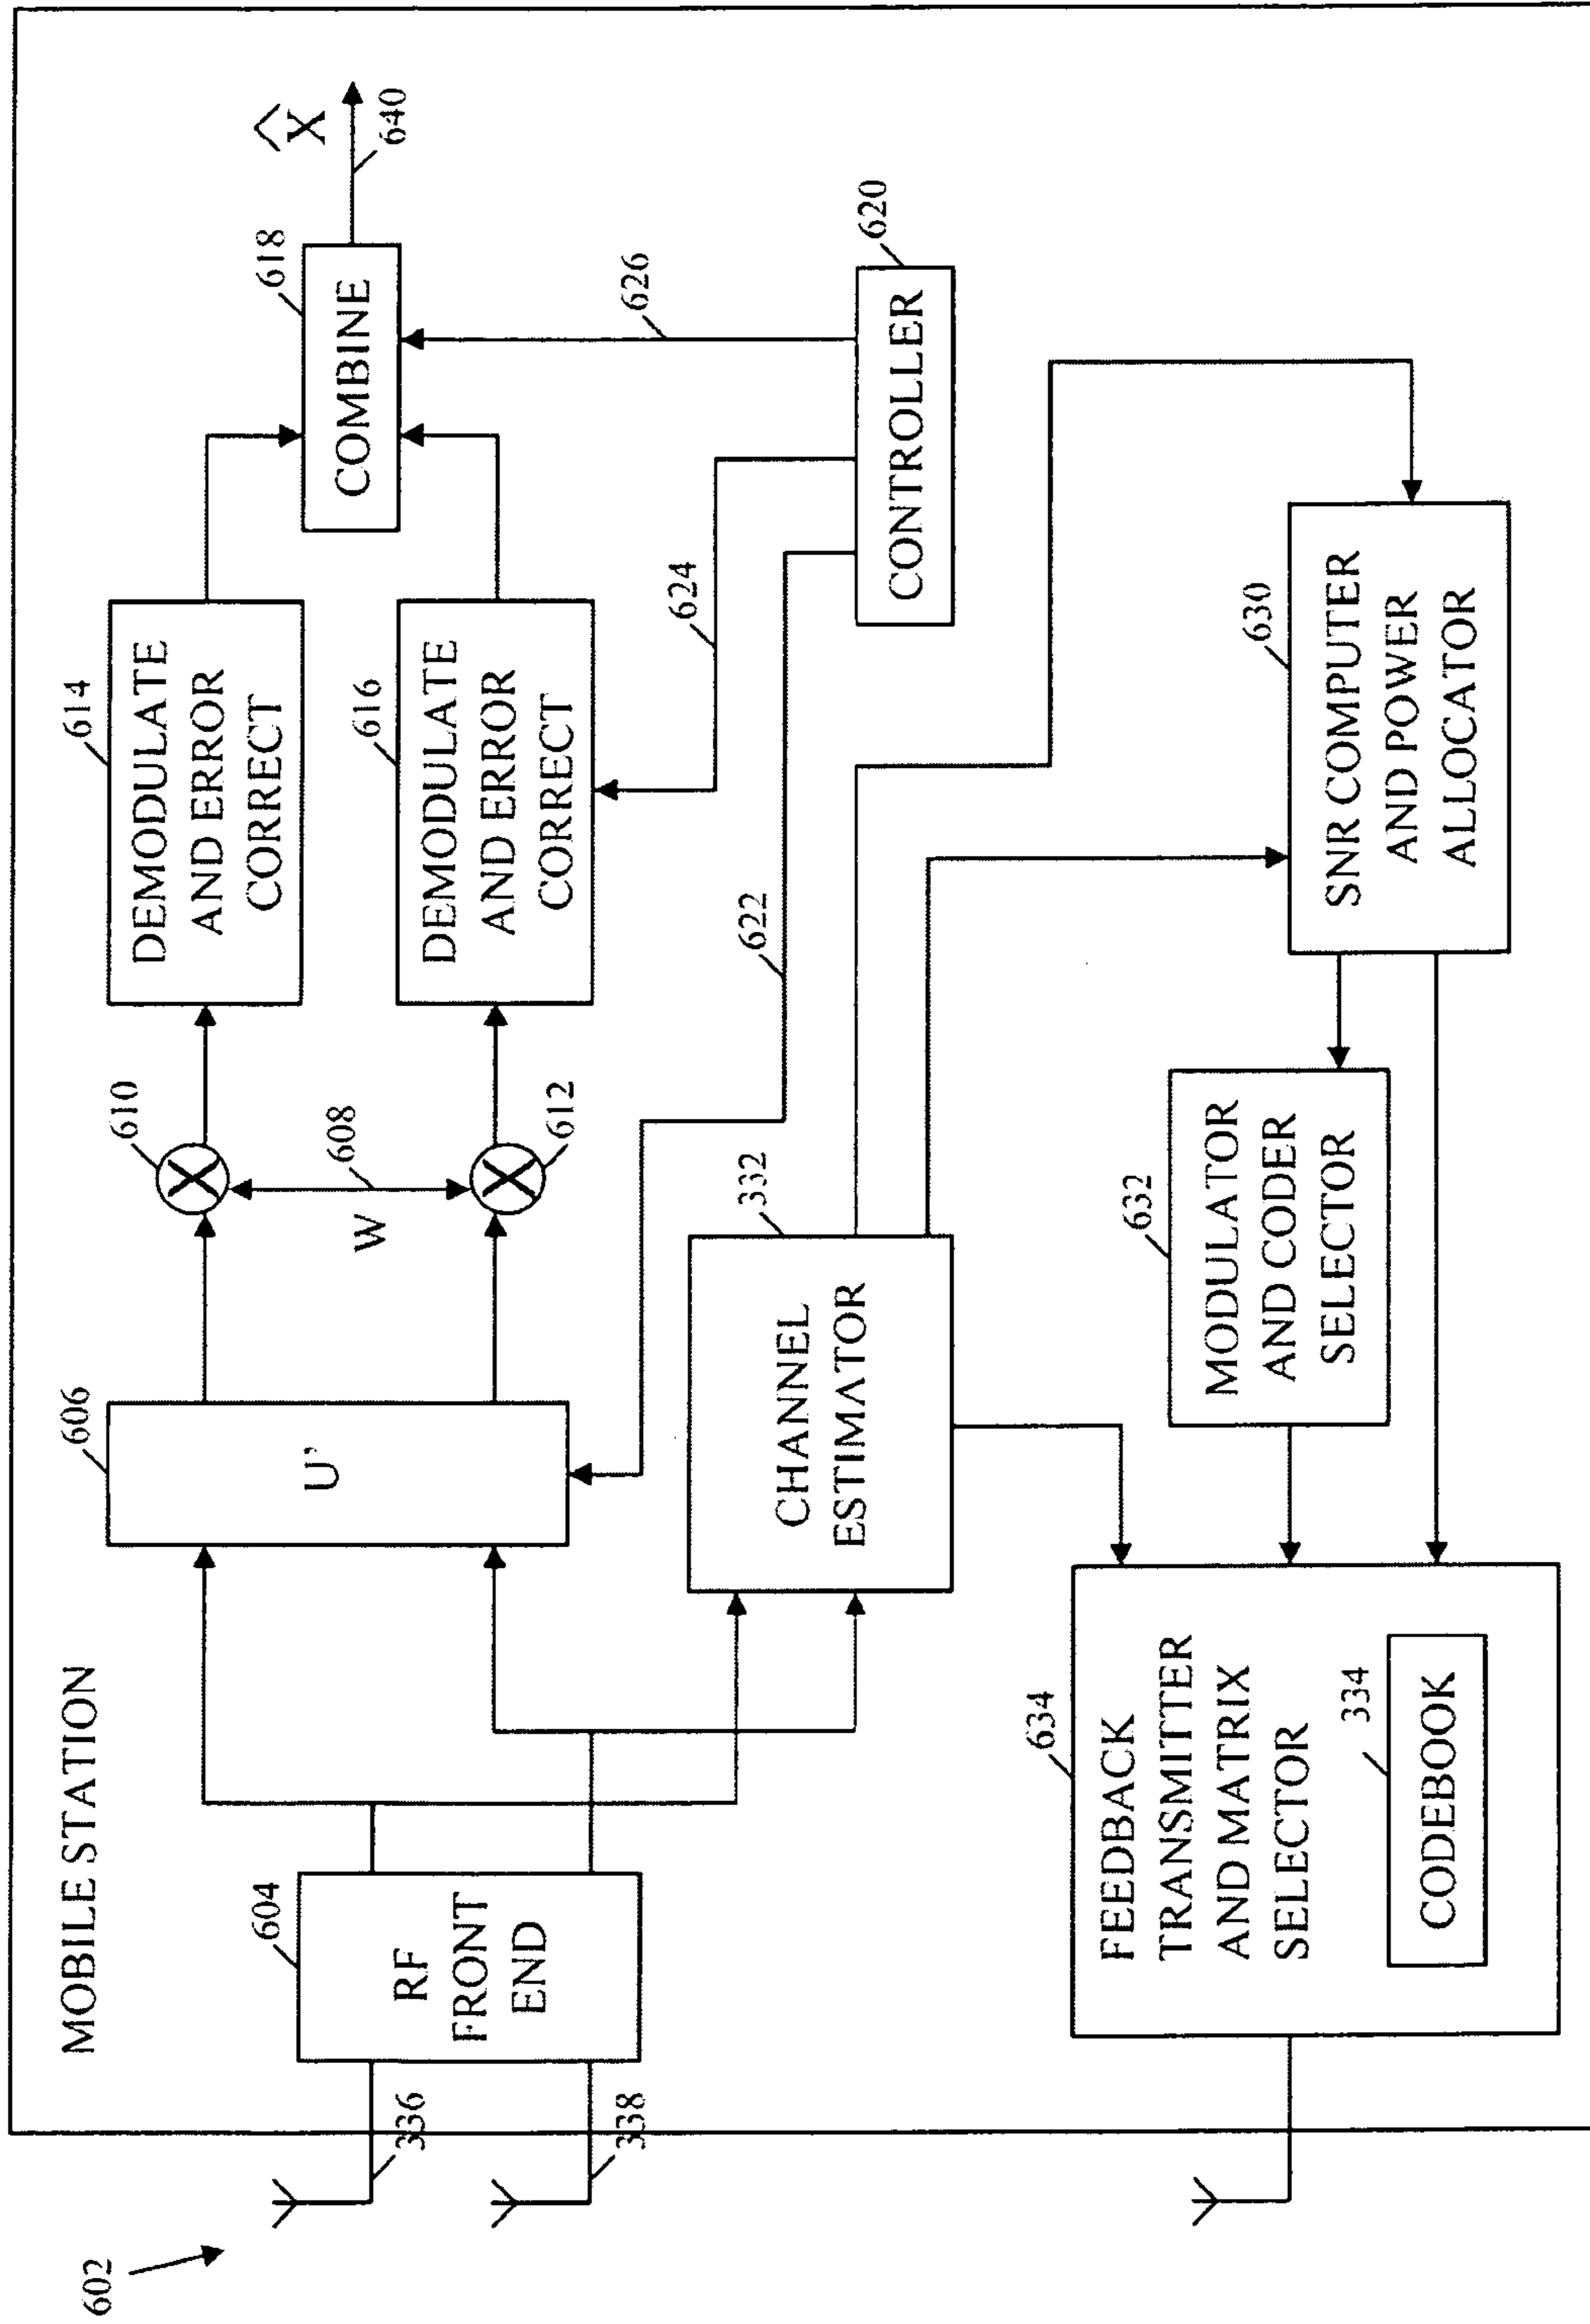 602
MOBILE STATION
336
338
604
RF
FRONT
END
606
U'
610
608
W
612
614
DEMODULATE
AND ERROR
CORRECT
616
DEMODULATE
AND ERROR
CORRECT
618
COMBINE
X̂
640
626
624
622
620
CONTROLLER
332
CHANNEL
ESTIMATOR
634
FEEDBACK
TRANSMITTER
AND MATRIX
SELECTOR
334
CODEBOOK
632
MODULATOR
AND CODER
SELECTOR
630
SNR COMPUTER
AND POWER
ALLOCATOR